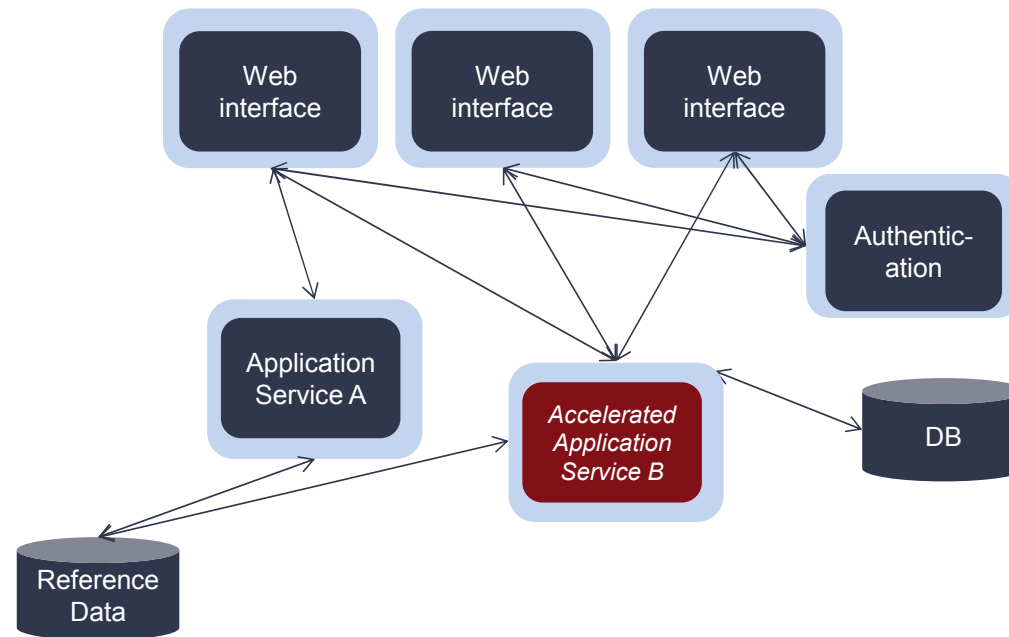 Web
interface
Web
interface
Web
interface
Authentic-
ation
Application
Service A
Accelerated
Application
Service B
DB
Reference
Data